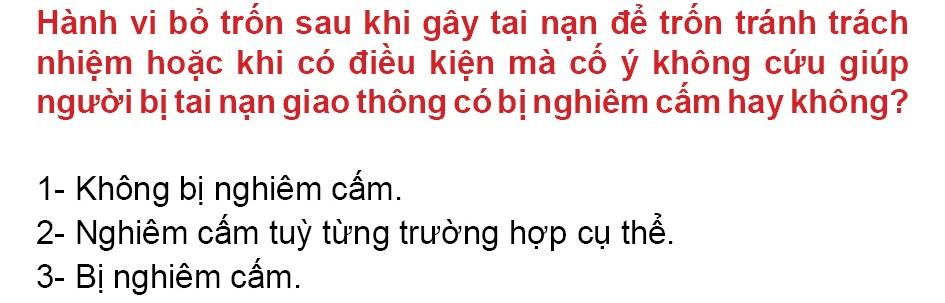 Hành vi bỏ trốn sau khi gây tai nạn để trốn tránh trách
nhiệm hoặc khi có điều kiện mà cố ý không cứu giúp
người bị tai nạn giao thông có bị nghiêm cấm hay không?
1- Không bị nghiêm cấm.
2- Nghiêm cấm tuỳ từng trường hợp cụ thể.
3- Bị nghiêm cấm.